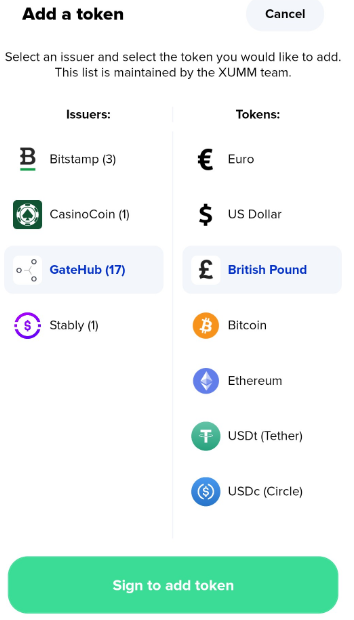 Add a token
Cancel
Select an issuer and select the token you would like to add.
This list is maintained by the XUMM team.
Issuers:
Tokens:
Bitstamp (3)
Euro
CasinoCoin (1)
US Dollar
GateHub (17)
British Pound
Stably (1)
Bitcoin
Ethereum
USDt (Tether)
USDc (Circle)
Sign to add token